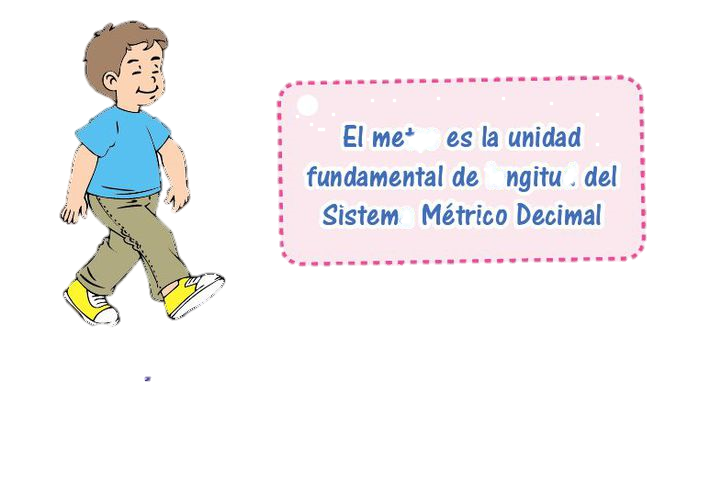 El es la unidad
fundamental de del
Métrico Decimal